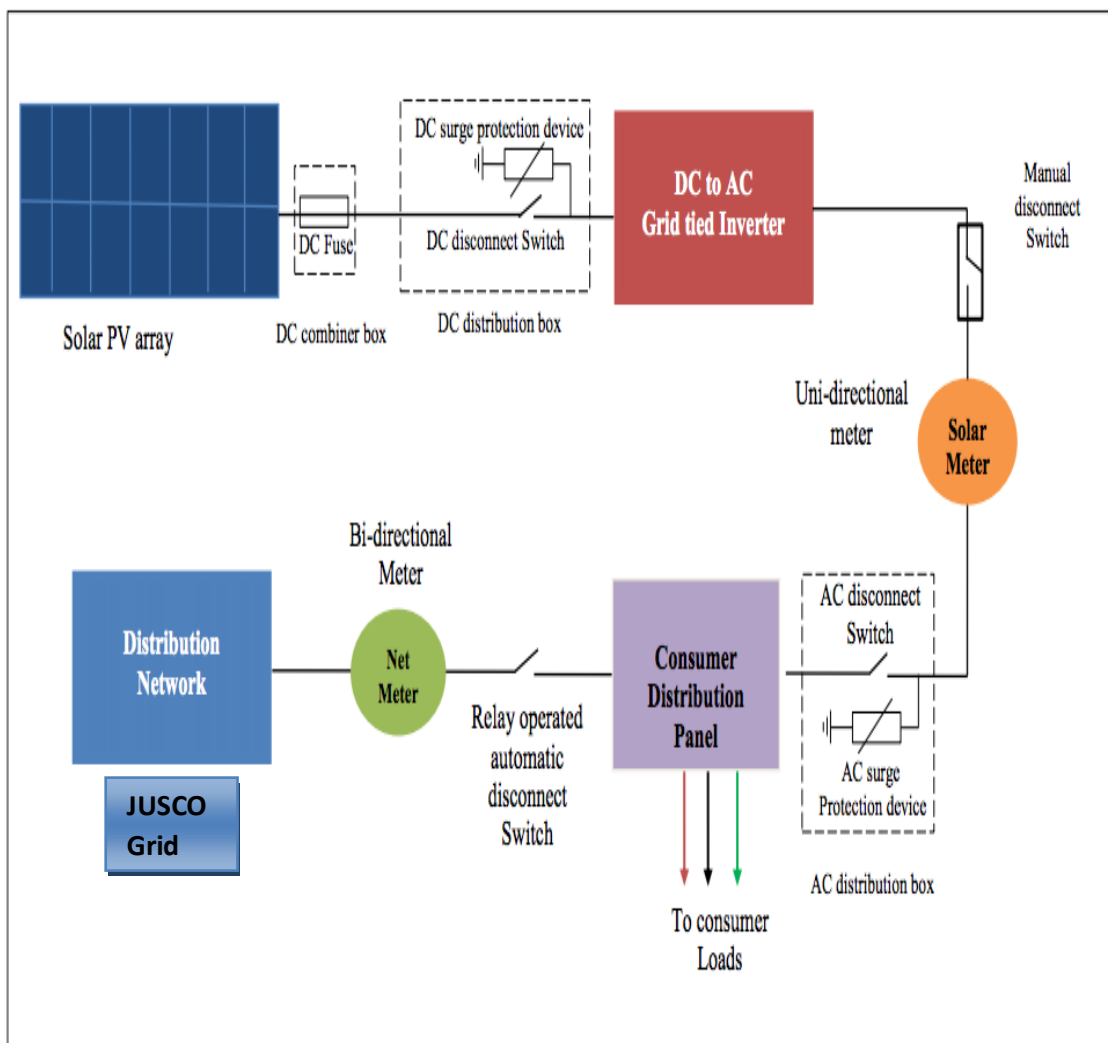 DC surge protection device
DC Fuse
DC disconnect Switch
DC to AC
Grid tied Inverter
Manual
disconnect
Switch
Solar PV array
DC combiner box
DC distribution box
Uni-directional
meter
Solar
Meter
Bi-directional
Meter
Distribution
Network
Net
Meter
Relay operated
automatic
disconnect
Switch
Consumer
Distribution
Panel
AC disconnect
Switch
AC surge
Protection device
AC distribution box
JUSCO
Grid
To consumer
Loads